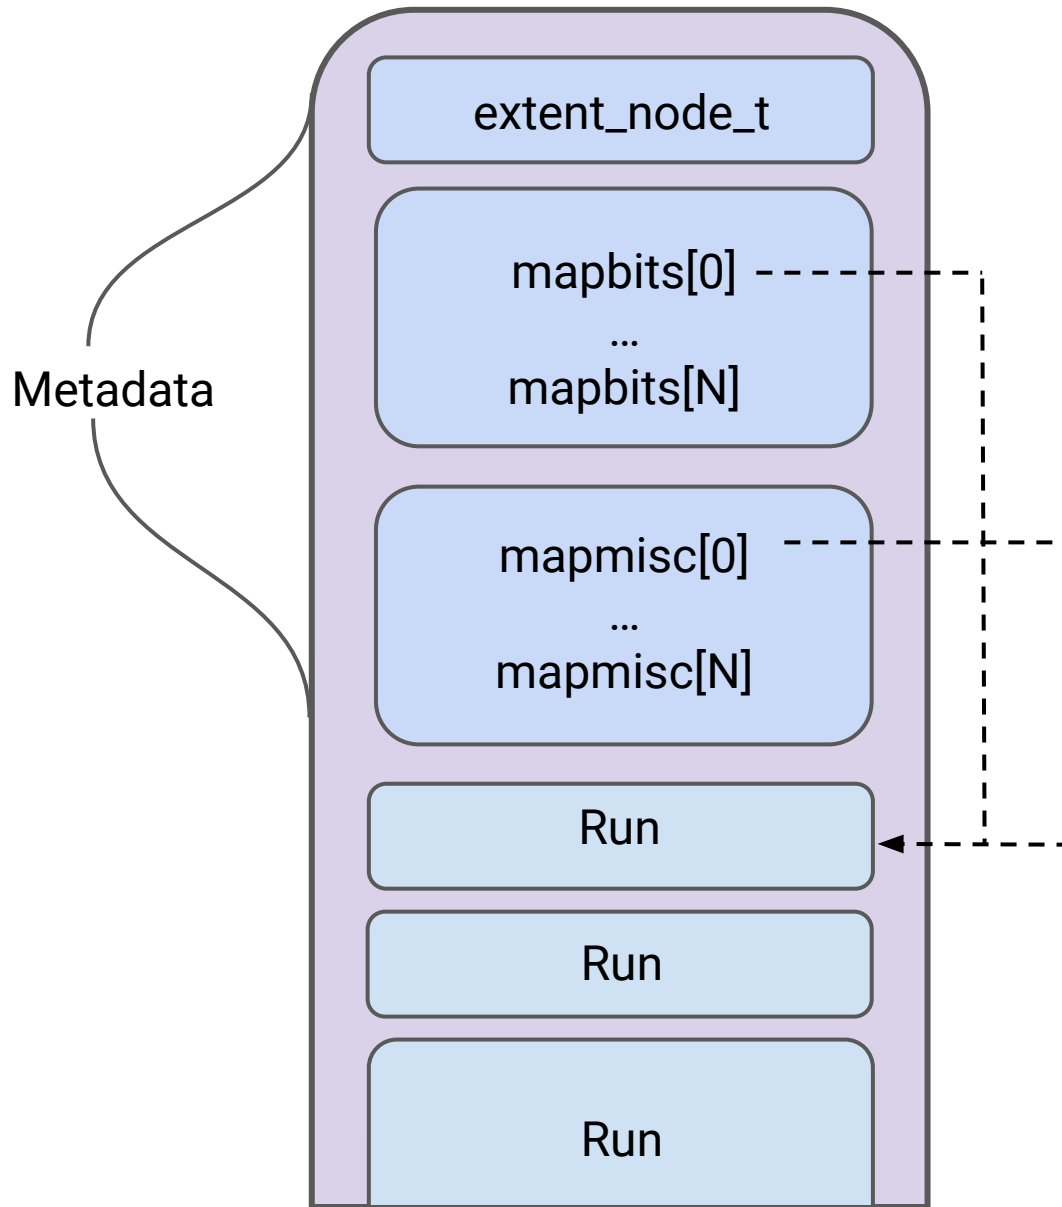 extent_node_t
mapbits[0]
...
mapbits[N]
Metadata
mapmisc[0]
...
mapmisc[N]
Run
Run
Run